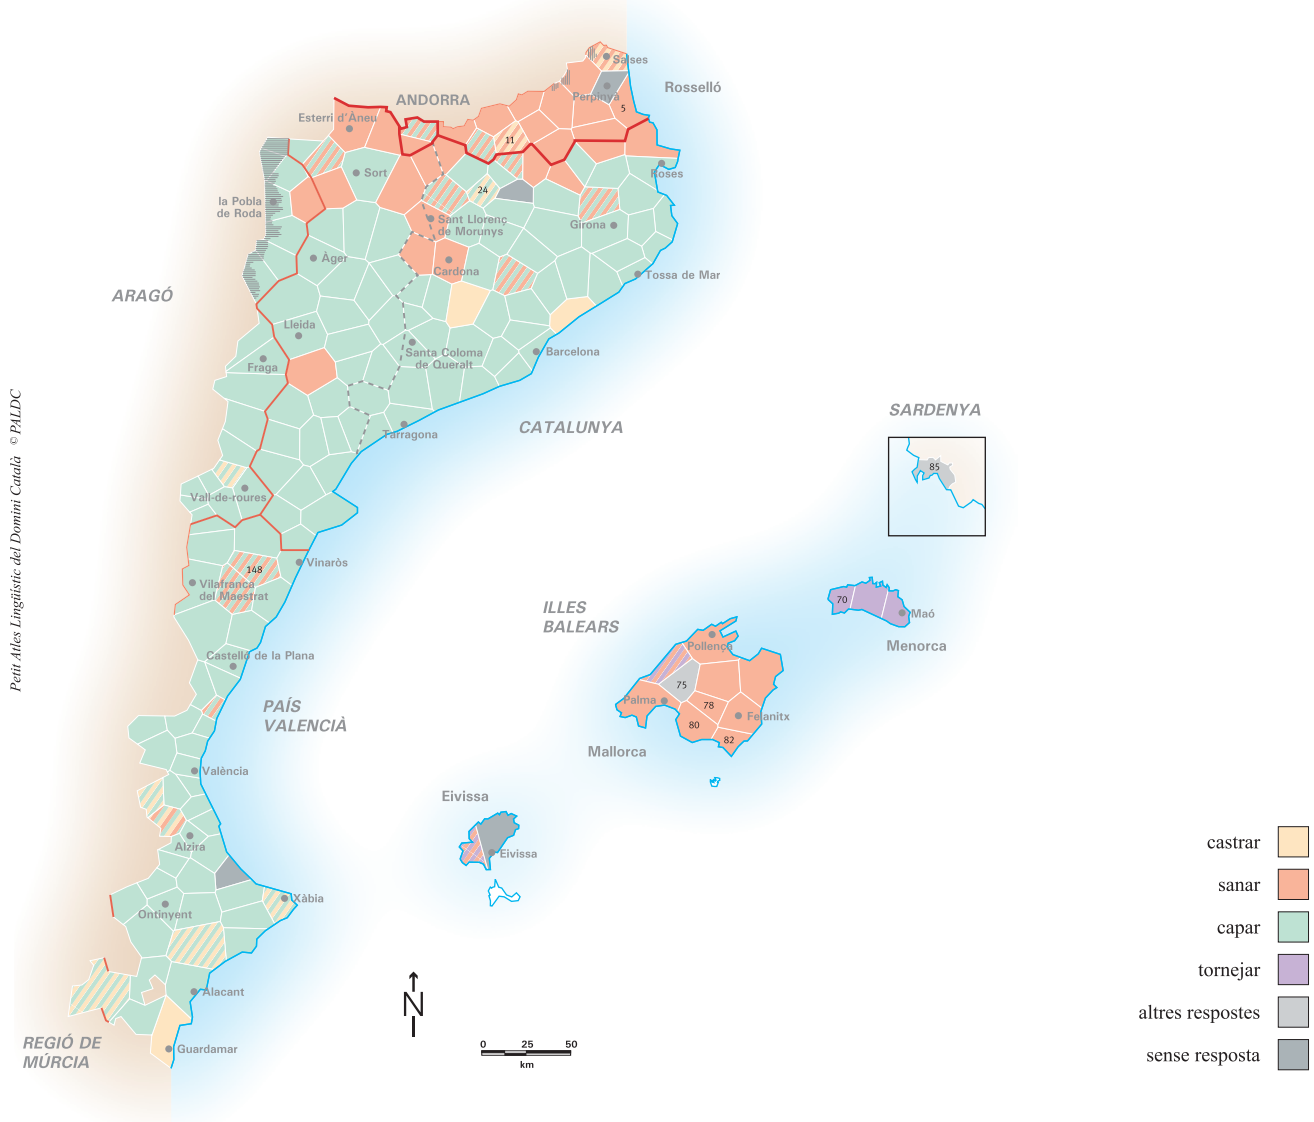 Salses
Rosselló
Perpinyà
ANDORRA
5
Esterri d'Àneu
11
Sort
Roses
24
la Pobla
de Roda
Sant Llorenç
de Morunys
Girona
Àger
Cardona
Tossa de Mar
ARAGÓ
Lleida
Santa Coloma
de Queralt
Barcelona
Fraga
SARDENYA
CATALUNYA
Tarragona
85
Vall-de-roures
Petit Atles Lingüístic del Domini Català © PALDC
Vinaròs
148
Vilafranca
del Maestrat
ILLES
BALEARS
70
Maó
Menorca
Castelló de la Plana
Pollença
75
Palma
78
Felanitx
80
82
PAÍS
VALENCIÀ
Mallorca
València
Eivissa
Alzira
Eivissa
Xàbia
Ontinyent
Alacant
N
REGIÓ DE
MÚRCIA
Guardamar
0 25 50
km
castrar
sanar
capar
tornejar
altres respostes
sense resposta